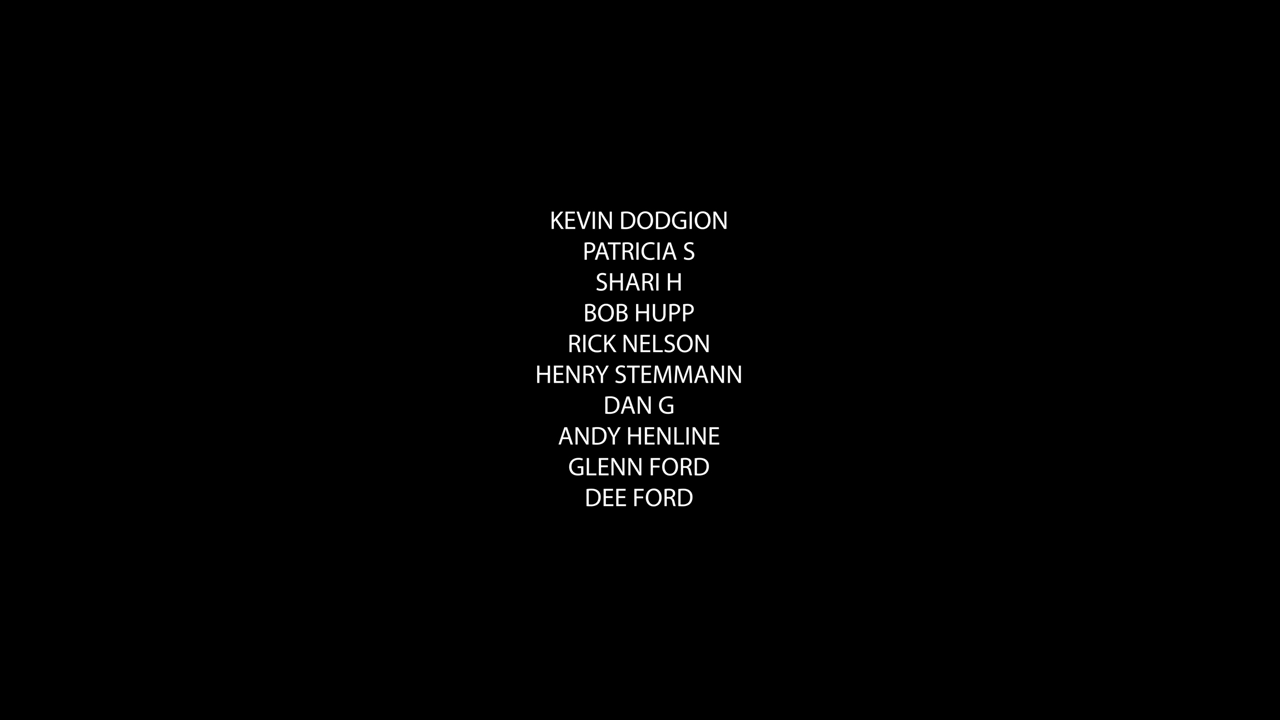 KEVIN DODGION
PATRICIA S
SHARI H
BOB HUPP
RICK NELSON
HENRY STEMMANN
DAN G
ANDY HENLINE
GLENN FORD
DEE FORD